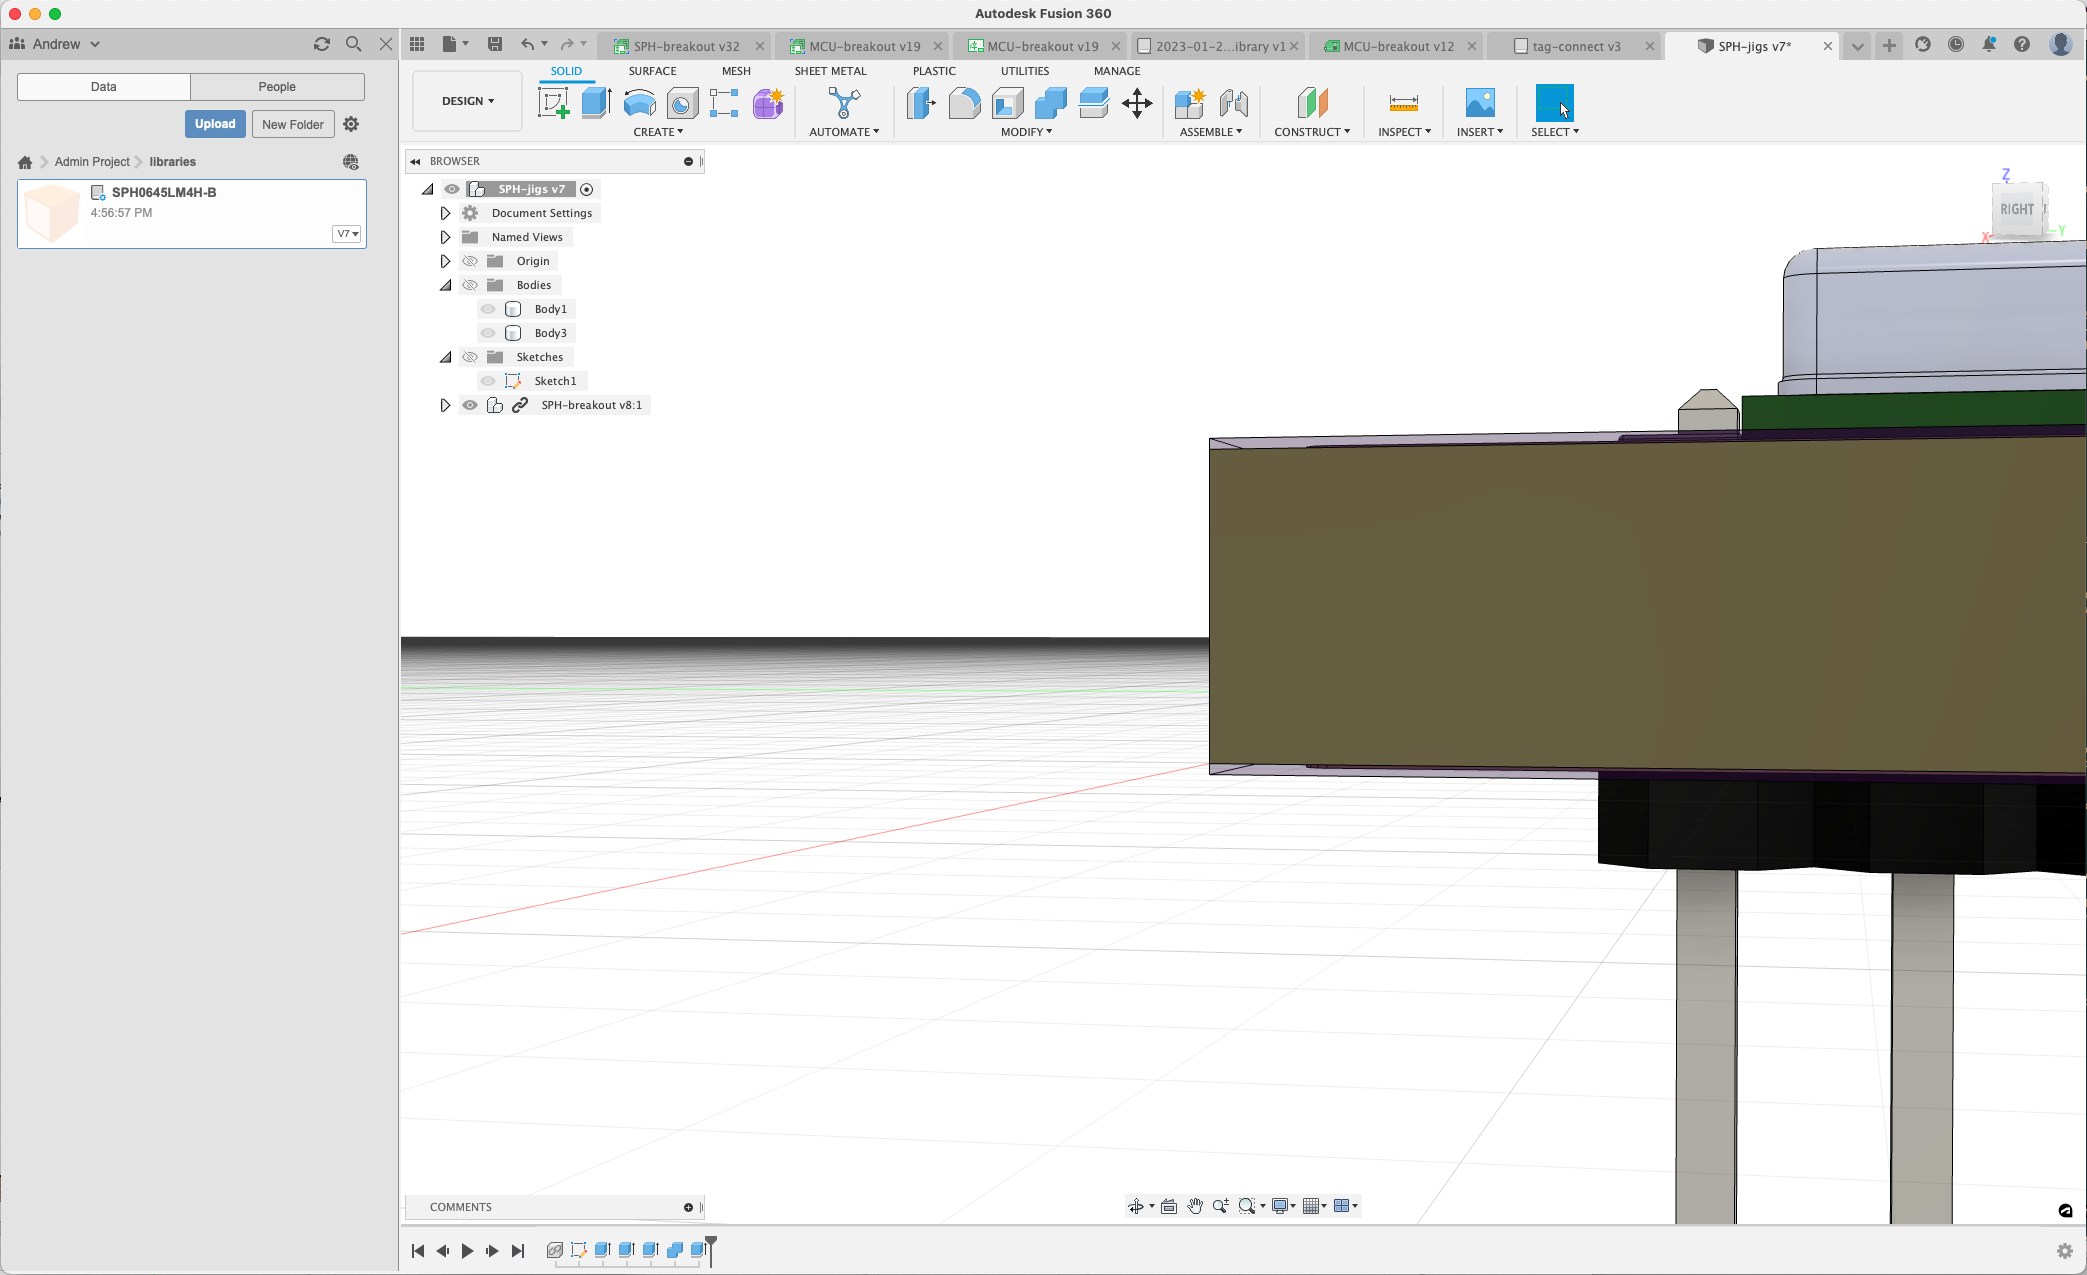 Autodesk Fusion 360
Andrew
SPH-breakout v32
MCU-breakout v19
MCU-breakout v19
2023-01-2...ibrary v1
MCU-breakout v12
tag-connect v3
SPH-jigs v7*
Data
People
Upload
New Folder
Admin Project
libraries
SPH0645LM4H-B
4:56:57 PM
V7
SOLID
SURFACE
MESH
SHEET METAL
PLASTIC
UTILITIES
MANAGE
DESIGN
CREATE
AUTOMATE
MODIFY
ASSEMBLE
CONSTRUCT
INSPECT
INSERT
SELECT
BROWSER
SPH-jigs v7
Document Settings
Named Views
Origin
Bodies
Body1
Body3
Sketches
Sketch1
SPH-breakout v8:1
Z
RIGHT
X
Y
COMMENTS